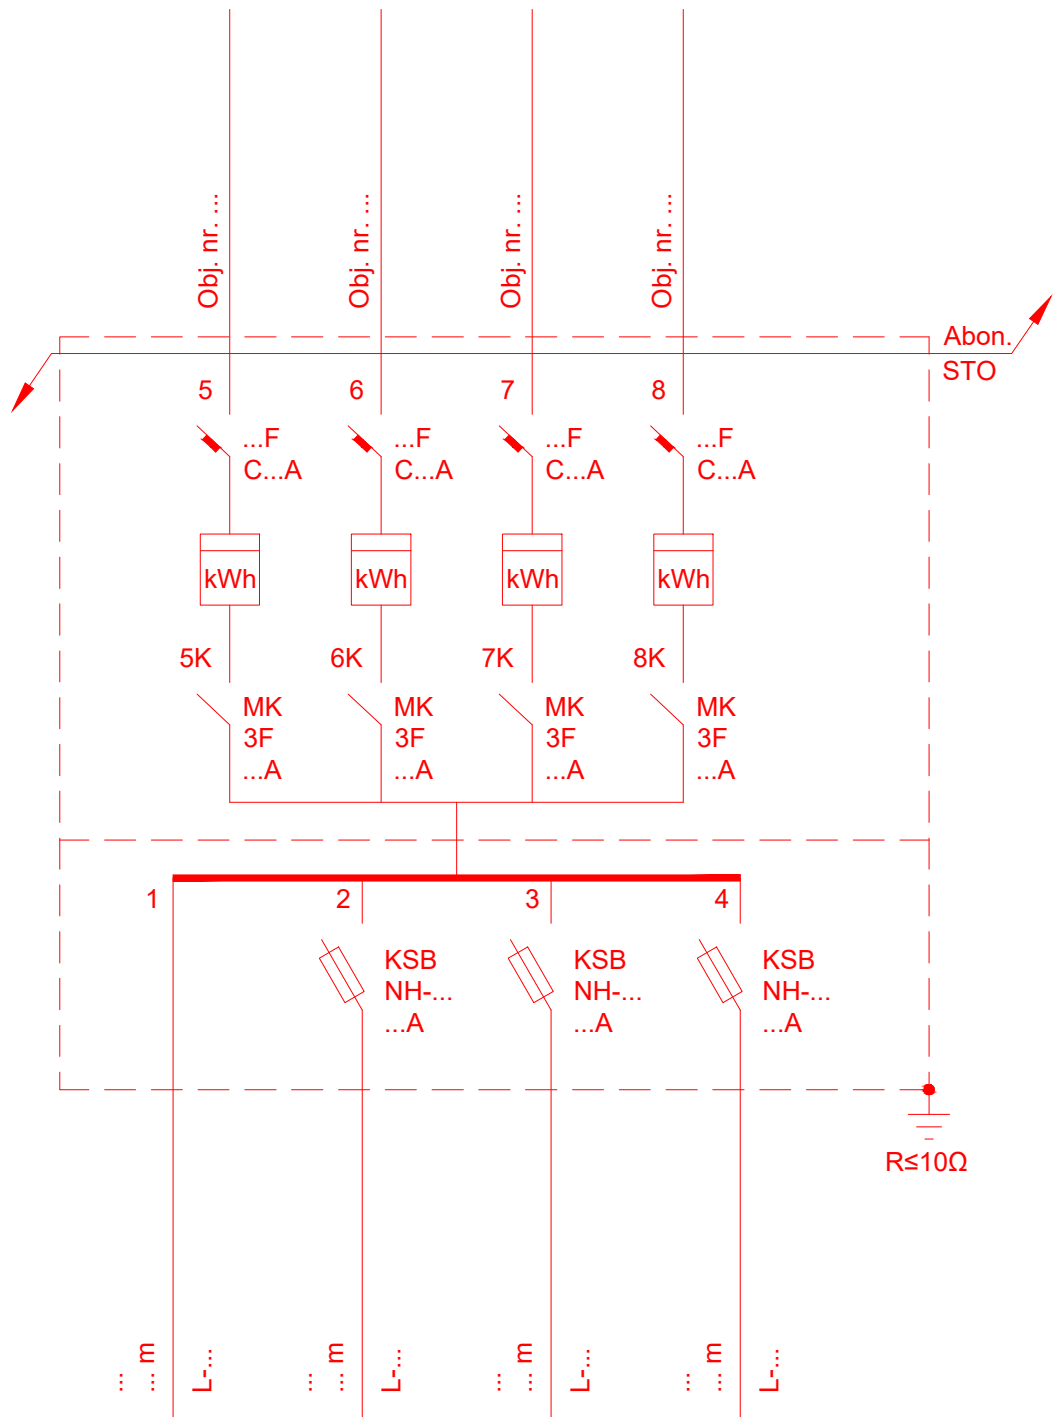 Obj. nr. ...
Obj. nr. ...
Obj. nr. ...
Obj. nr. ...
Abon.
STO
5
6
7
8
...F
C...A
...F
C...A
...F
C...A
...F
C...A
kWh
kWh
kWh
kWh
5K
6K
7K
8K
MK
3F
...A
MK
3F
...A
MK
3F
...A
MK
3F
...A
1
2
3
4
KSB
NH-...
...A
KSB
NH-...
...A
KSB
NH-...
...A
R≤10Ω
...
... m
L-...
...
... m
L-...
...
... m
L-...
...
... m
L-...